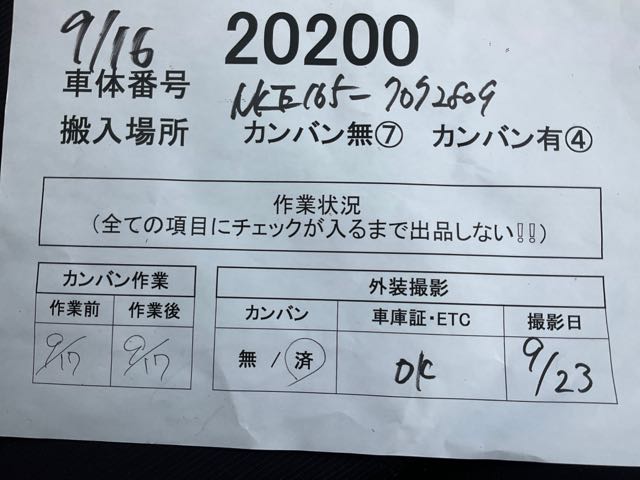 9/16 20200
車体番号 NKE165-7092809
搬入場所 カンバン無⑦ カンバン有④
作業状況
(全ての項目にチェックが入るまで出品しない!!)
カンバン作業 外装撮影
作業前 作業後 カンバン 車庫証・ETC 撮影日
9/17 9/17 無 / 済 OK 9/23